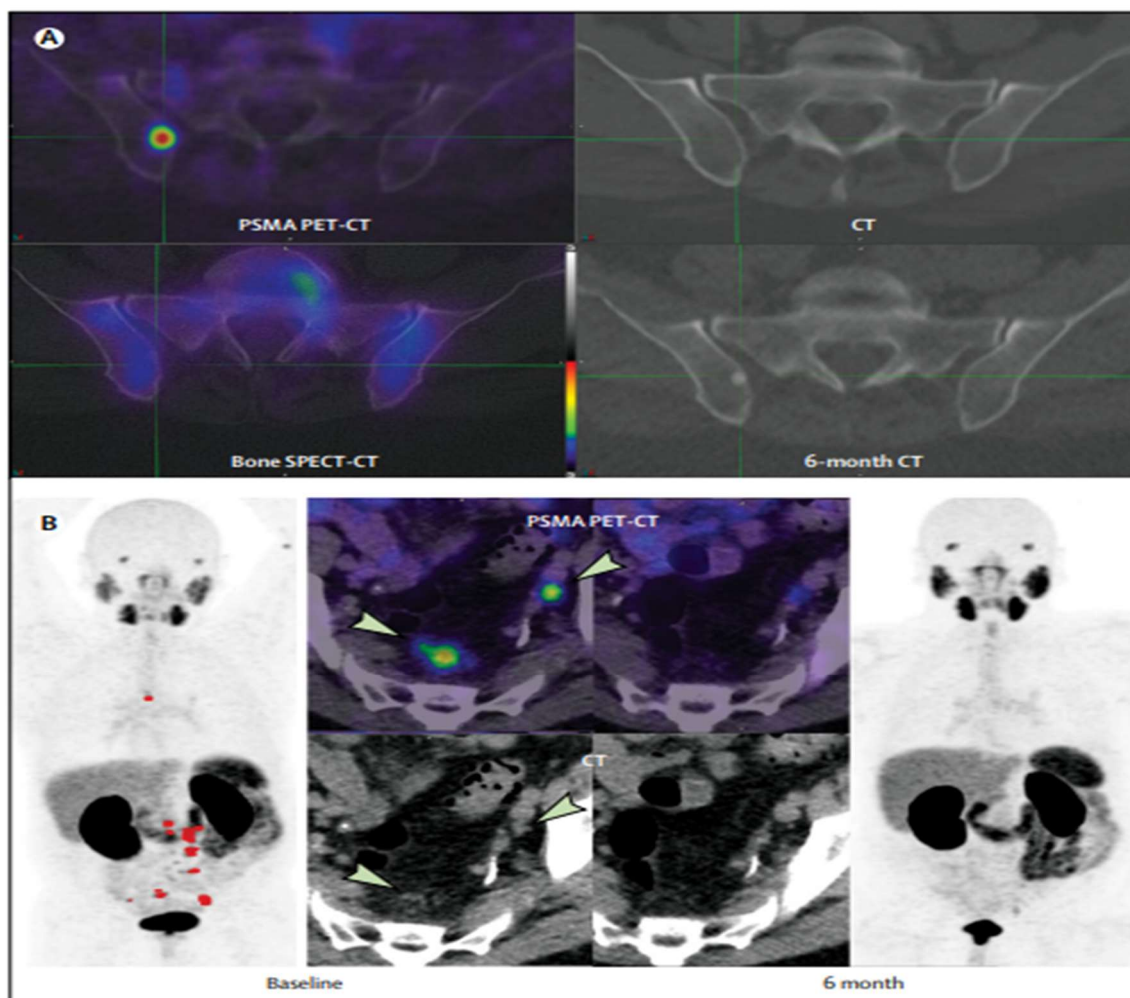 A
PSMA PET-CT
CT
Bone SPECT-CT
6-month CT
B
PSMA PET-CT
CT
Baseline
6 month